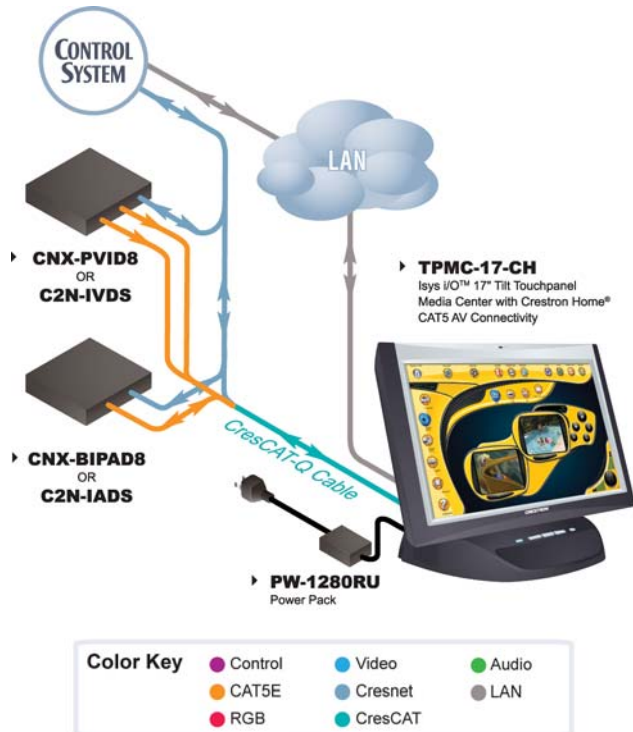 CONTROL
SYSTEM
LAN
CNX-PVID8
OR
C2N-IVDS
TPMC-17-CH
Isys i/O™ 17" Tilt Touchpanel
Media Center with Crestron Home®
CAT5 AV Connectivity
CNX-BIPAD8
OR
C2N-IADS
CresCAT-Q Cable
CRESTRON
PW-1280RU
Power Pack
Color Key
Control
Video
Audio
CAT5E
Cresnet
LAN
RGB
CresCAT